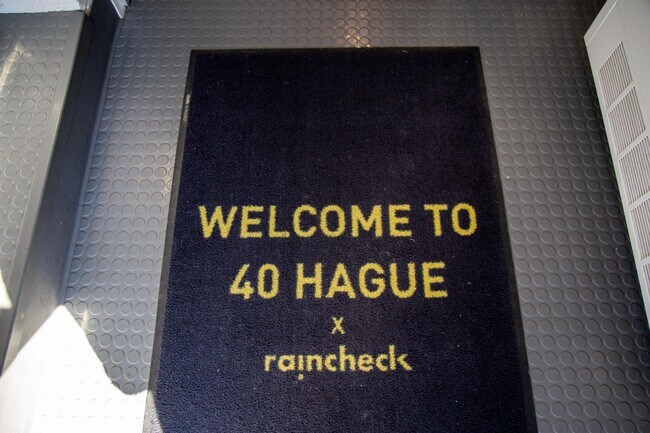 WELCOME TO
40 HAGUE
x
raincheck